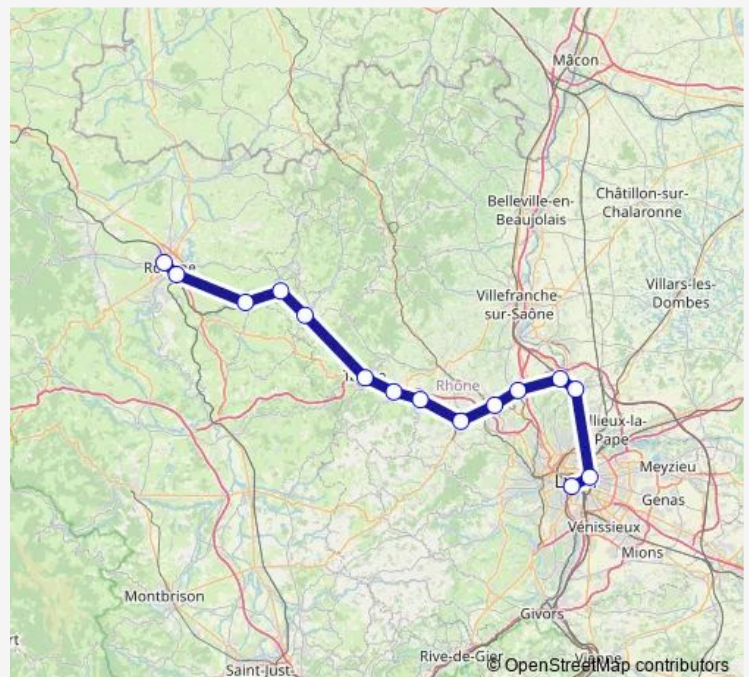 Mâcon
Belleville-en-
Beaujolais
Châtillon-sur-
Chalaronne
Villars-les-
Dombes
Villefranche-
sur-Saône
Rhône
Pape
Meyzieu
Genas
Vénissieux
Mions
Montbrison
Givors
Rive-de-Gier
Saint-Just-
© OpenStreetMap contributors